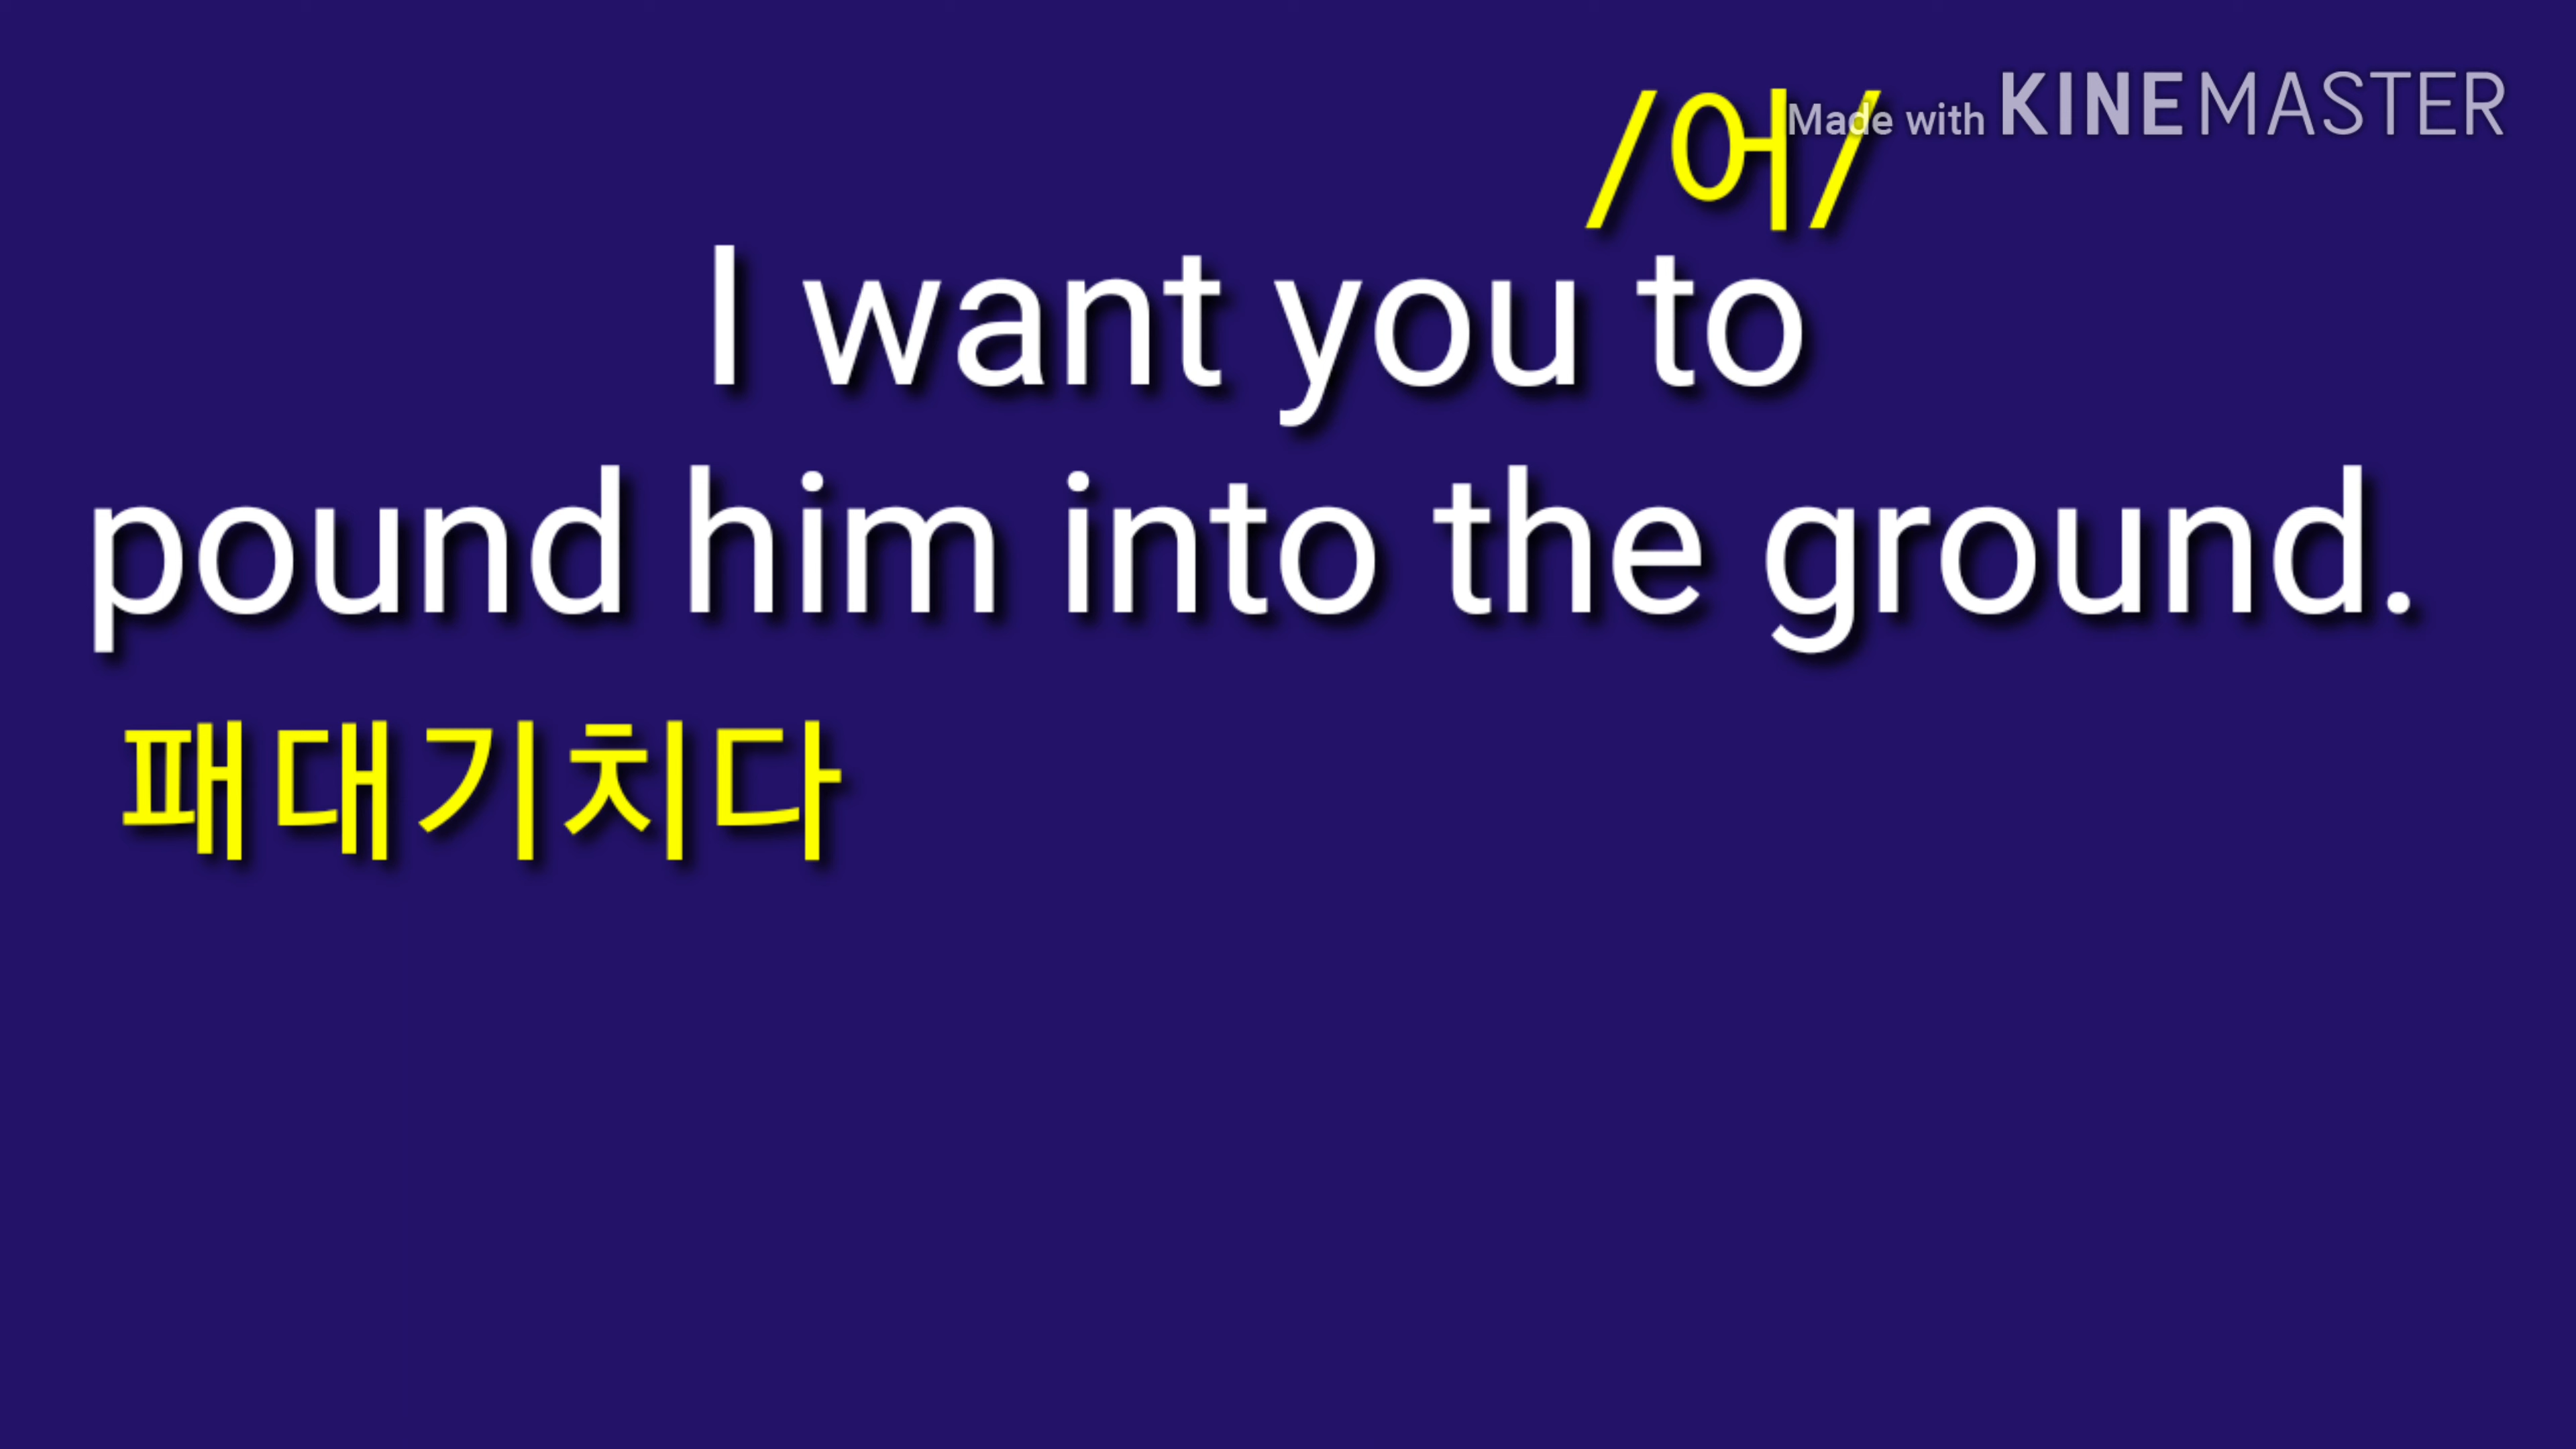 /어/
Made with KINEMASTER
I want you to
pound him into the ground.
패대기치다